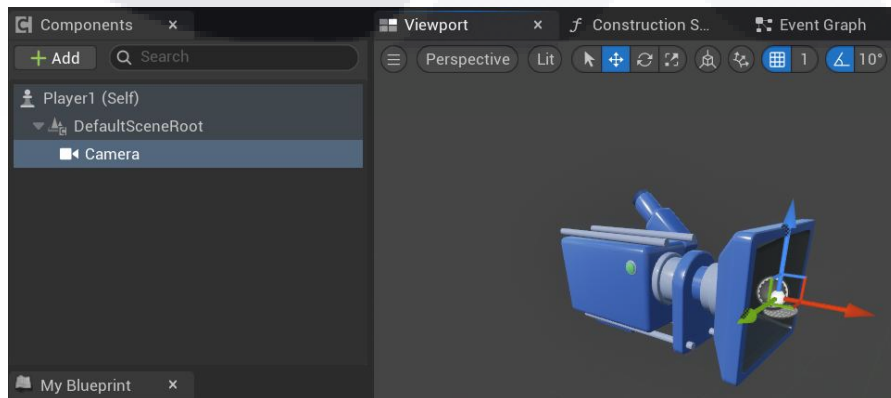 Components
Add
Search
Player1 (Self)
DefaultSceneRoot
Camera
My Blueprint
Viewport
Construction S...
Event Graph
Perspective
Lit
1
10°